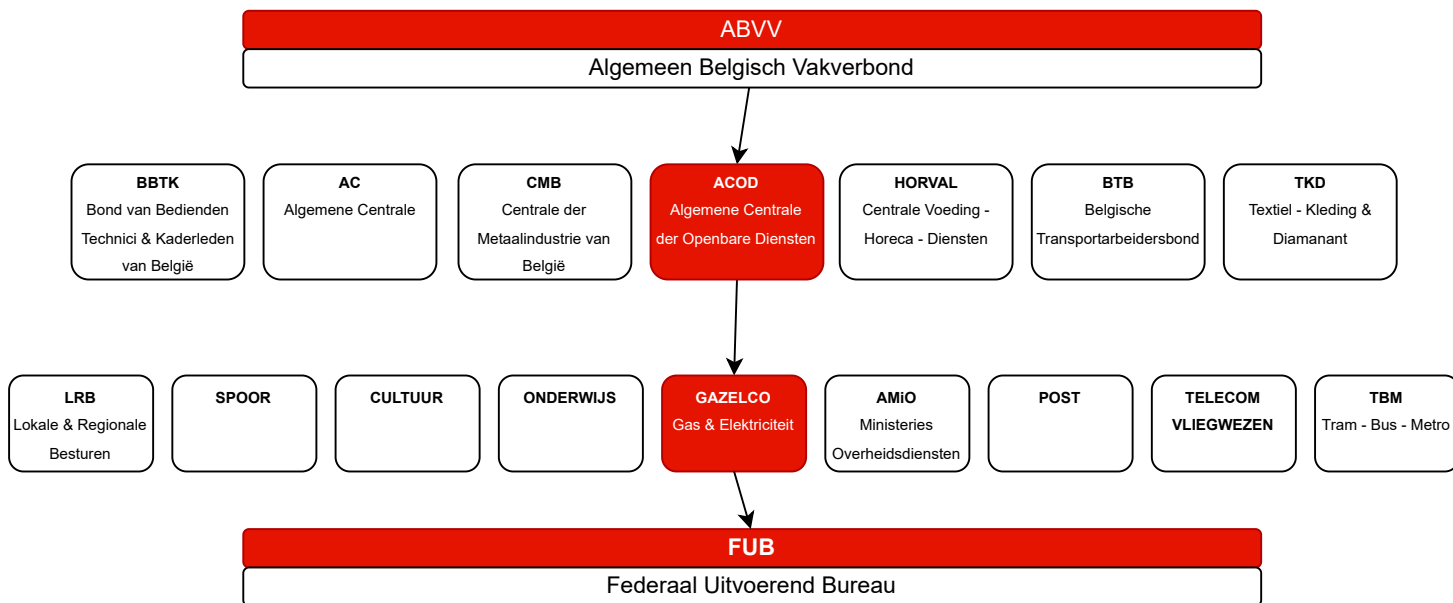 ABVV
Algemeen Belgisch Vakverbond
BBTK
Bond van Bedienden
Technici & Kaderleden
van België
AC
Algemene Centrale
CMB
Centrale der
Metaalindustrie van
België
ACOD
Algemene Centrale
der Openbare Diensten
HORVAL
Centrale Voeding -
Horeca - Diensten
BTB
Belgische
Transportarbeidersbond
TKD
Textiel - Kleding &
Diamanant
LRB
Lokale & Regionale
Besturen
SPOOR
CULTUUR
ONDERWIJS
GAZELCO
Gas & Elektriciteit
AMiO
Ministeries
Overheidsdiensten
POST
TELECOM
VLIEGWEZEN
TBM
Tram - Bus - Metro
FUB
Federaal Uitvoerend Bureau